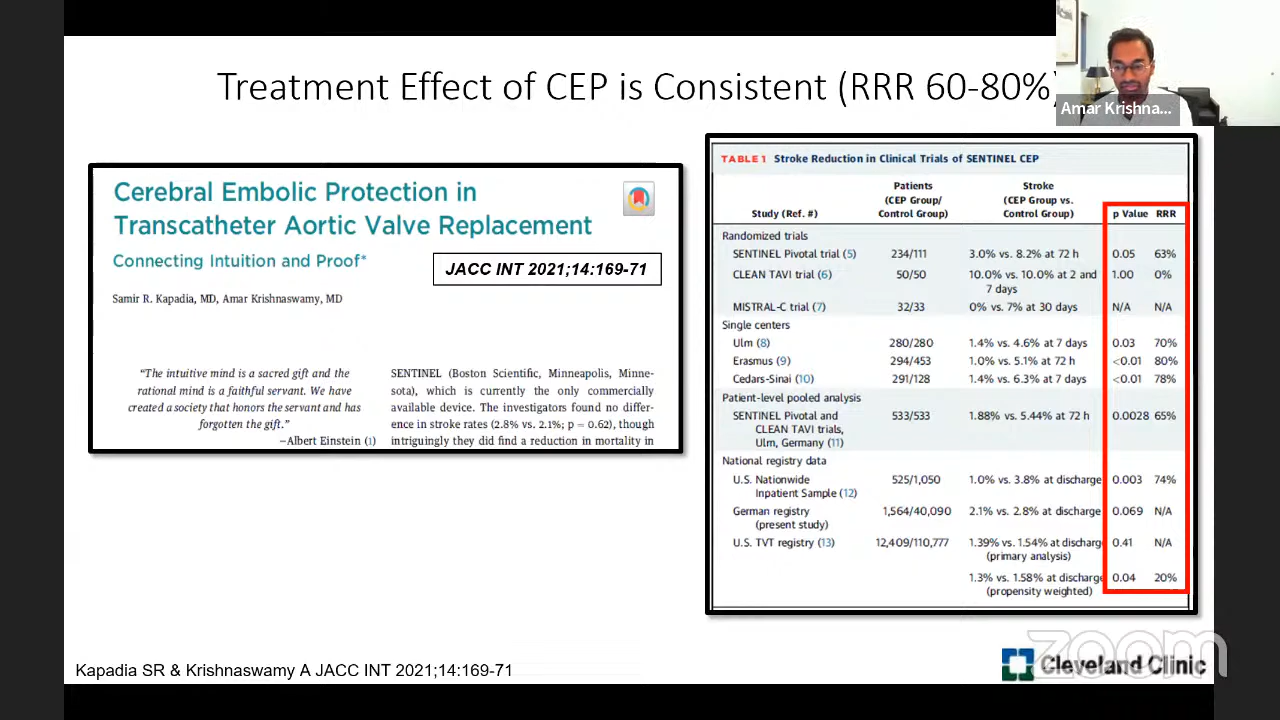 Treatment Effect of CEP is Consistent (RRR 60-80%)
Amar Krishna...
Cerebral Embolic Protection in
Transcatheter Aortic Valve Replacement
Connecting Intuition and Proof*
JACC INT 2021;14:169-71
Samir R. Kapadia, MD, Amar Krishnaswamy, MD
“The intuitive mind is a sacred gift and the
rational mind is a faithful servant. We have
created a society that honors the servant and has
forgotten the gift.”
–Albert Einstein (1)
SENTINEL (Boston Scientific, Minneapolis, Minne-
sota), which is currently the only commercially
available device. The investigators found no differ-
ence in stroke rates (2.8% vs. 2.1%; p = 0.62), though
intriguingly they did find a reduction in mortality in
TABLE 1 Stroke Reduction in Clinical Trials of SENTINEL CEP
Study (Ref. #) Patients (CEP Group/ Control Group) Stroke (CEP Group vs. Control Group) p Value RRR
Randomized trials
SENTINEL Pivotal trial (5) 234/111 3.0% vs. 8.2% at 72 h 0.05 63%
CLEAN TAVI trial (6) 50/50 10.0% vs. 10.0% at 2 and 1.00 0%
7 days
MISTRAL-C trial (7) 32/33 0% vs. 7% at 30 days N/A N/A
Single centers
Ulm (8) 280/280 1.4% vs. 4.6% at 7 days 0.03 70%
Erasmus (9) 294/453 1.0% vs. 5.1% at 72 h <0.01 80%
Cedars-Sinai (10) 291/128 1.4% vs. 6.3% at 7 days <0.01 78%
Patient-level pooled analysis
SENTINEL Pivotal and 533/533 1.88% vs. 5.44% at 72 h 0.0028 65%
CLEAN TAVI trials,
Ulm, Germany (11)
National registry data
U.S. Nationwide 525/1,050 1.0% vs. 3.8% at discharge 0.003 74%
Inpatient Sample (12)
German registry 1,564/40,090 2.1% vs. 2.8% at discharge 0.069 N/A
(present study)
U.S. TVT registry (13) 12,409/110,777 1.39% vs. 1.54% at discharge 0.41 N/A
(primary analysis)
1.3% vs. 1.58% at discharge 0.04 20%
(propensity weighted)
Kapadia SR & Krishnaswamy A JACC INT 2021;14:169-71
zoom
Cleveland Clinic